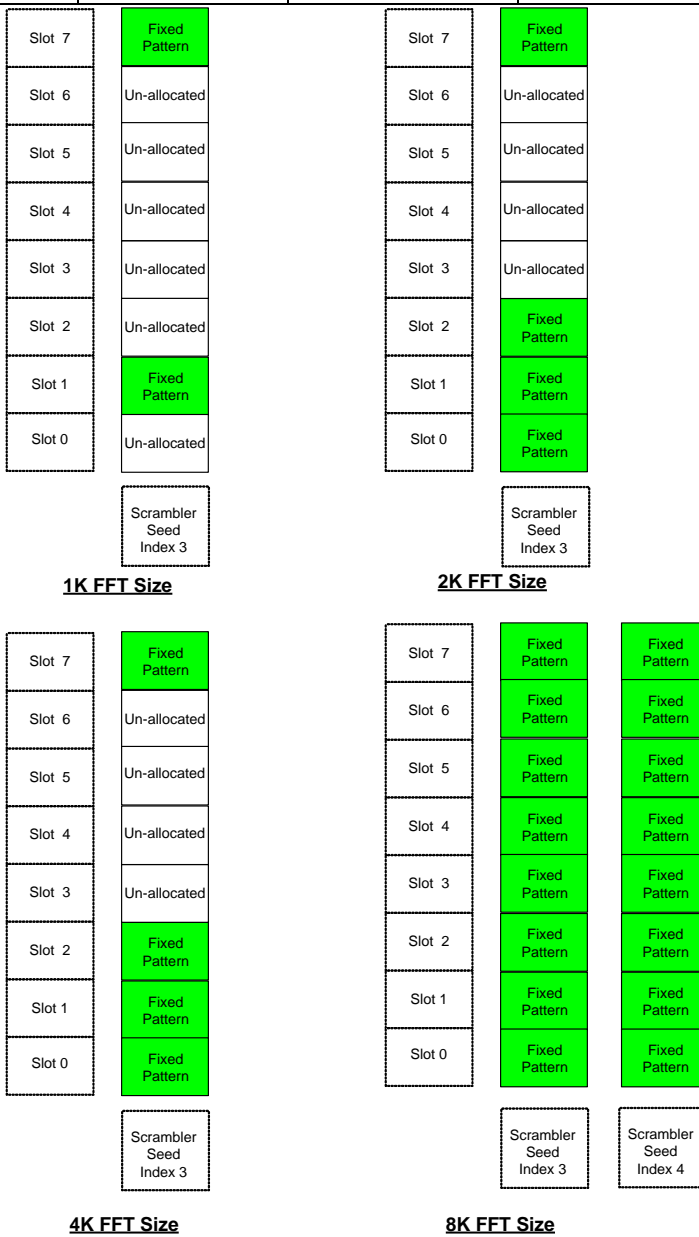 Slot 7
Fixed
Pattern
Slot 6
Un-allocated
Slot 5
Un-allocated
Slot 4
Un-allocated
Slot 3
Un-allocated
Slot 2
Un-allocated
Slot 1
Fixed
Pattern
Slot 0
Un-allocated
Scrambler
Seed
Index 3
1K FFT Size
Slot 7
Fixed
Pattern
Slot 6
Un-allocated
Slot 5
Un-allocated
Slot 4
Un-allocated
Slot 3
Un-allocated
Slot 2
Fixed
Pattern
Slot 1
Fixed
Pattern
Slot 0
Fixed
Pattern
Scrambler
Seed
Index 3
2K FFT Size
Slot 7
Fixed
Pattern
Slot 6
Un-allocated
Slot 5
Un-allocated
Slot 4
Un-allocated
Slot 3
Un-allocated
Slot 2
Fixed
Pattern
Slot 1
Fixed
Pattern
Slot 0
Fixed
Pattern
Scrambler
Seed
Index 3
4K FFT Size
Slot 7
Fixed
Pattern
Fixed
Pattern
Slot 6
Fixed
Pattern
Fixed
Pattern
Slot 5
Fixed
Pattern
Fixed
Pattern
Slot 4
Fixed
Pattern
Fixed
Pattern
Slot 3
Fixed
Pattern
Fixed
Pattern
Slot 2
Fixed
Pattern
Fixed
Pattern
Slot 1
Fixed
Pattern
Fixed
Pattern
Slot 0
Fixed
Pattern
Fixed
Pattern
Scrambler
Seed
Index 3
Scrambler
Seed
Index 4
8K FFT Size